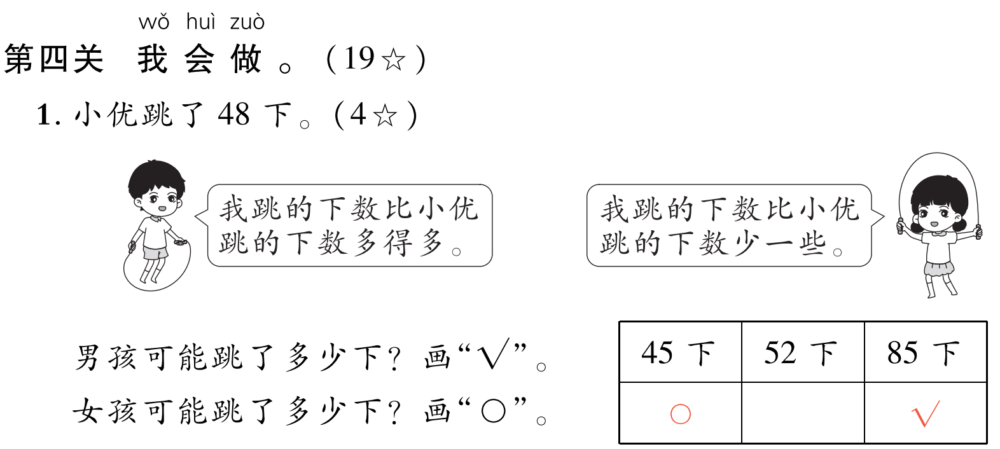 wǒ huì zuò
第四关 我会做。(19☆)
1. 小优跳了 48 下。(4☆)
我跳的下数比小优
跳的下数多得多。
我跳的下数比小优
跳的下数少一些。
男孩可能跳了多少下?画“√”。
女孩可能跳了多少下?画“○”。
45 下 52 下 85 下
○ √